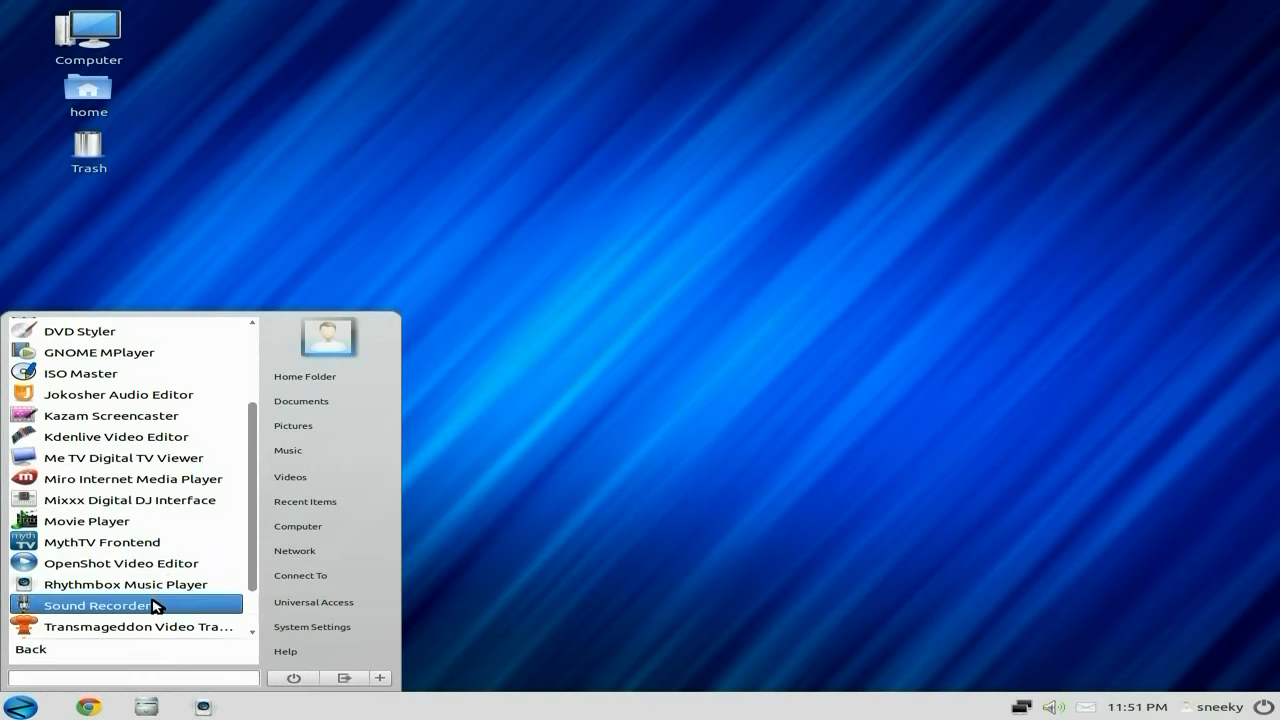 Computer
home
Trash
DVD Styler
GNOME MPlayer
ISO Master
Jokosher Audio Editor
Kazam Screencaster
Kdenlive Video Editor
Me TV Digital TV Viewer
Miro Internet Media Player
Mixxx Digital DJ Interface
Movie Player
myth
TV
MythTV Frontend
OpenShot Video Editor
Rhythmbox Music Player
Sound Recorder
Transmageddon Video Tra...
Back
Home Folder
Documents
Pictures
Music
Videos
Recent Items
Computer
Network
Connect To
Universal Access
System Settings
Help
11:51 PM
sneeky